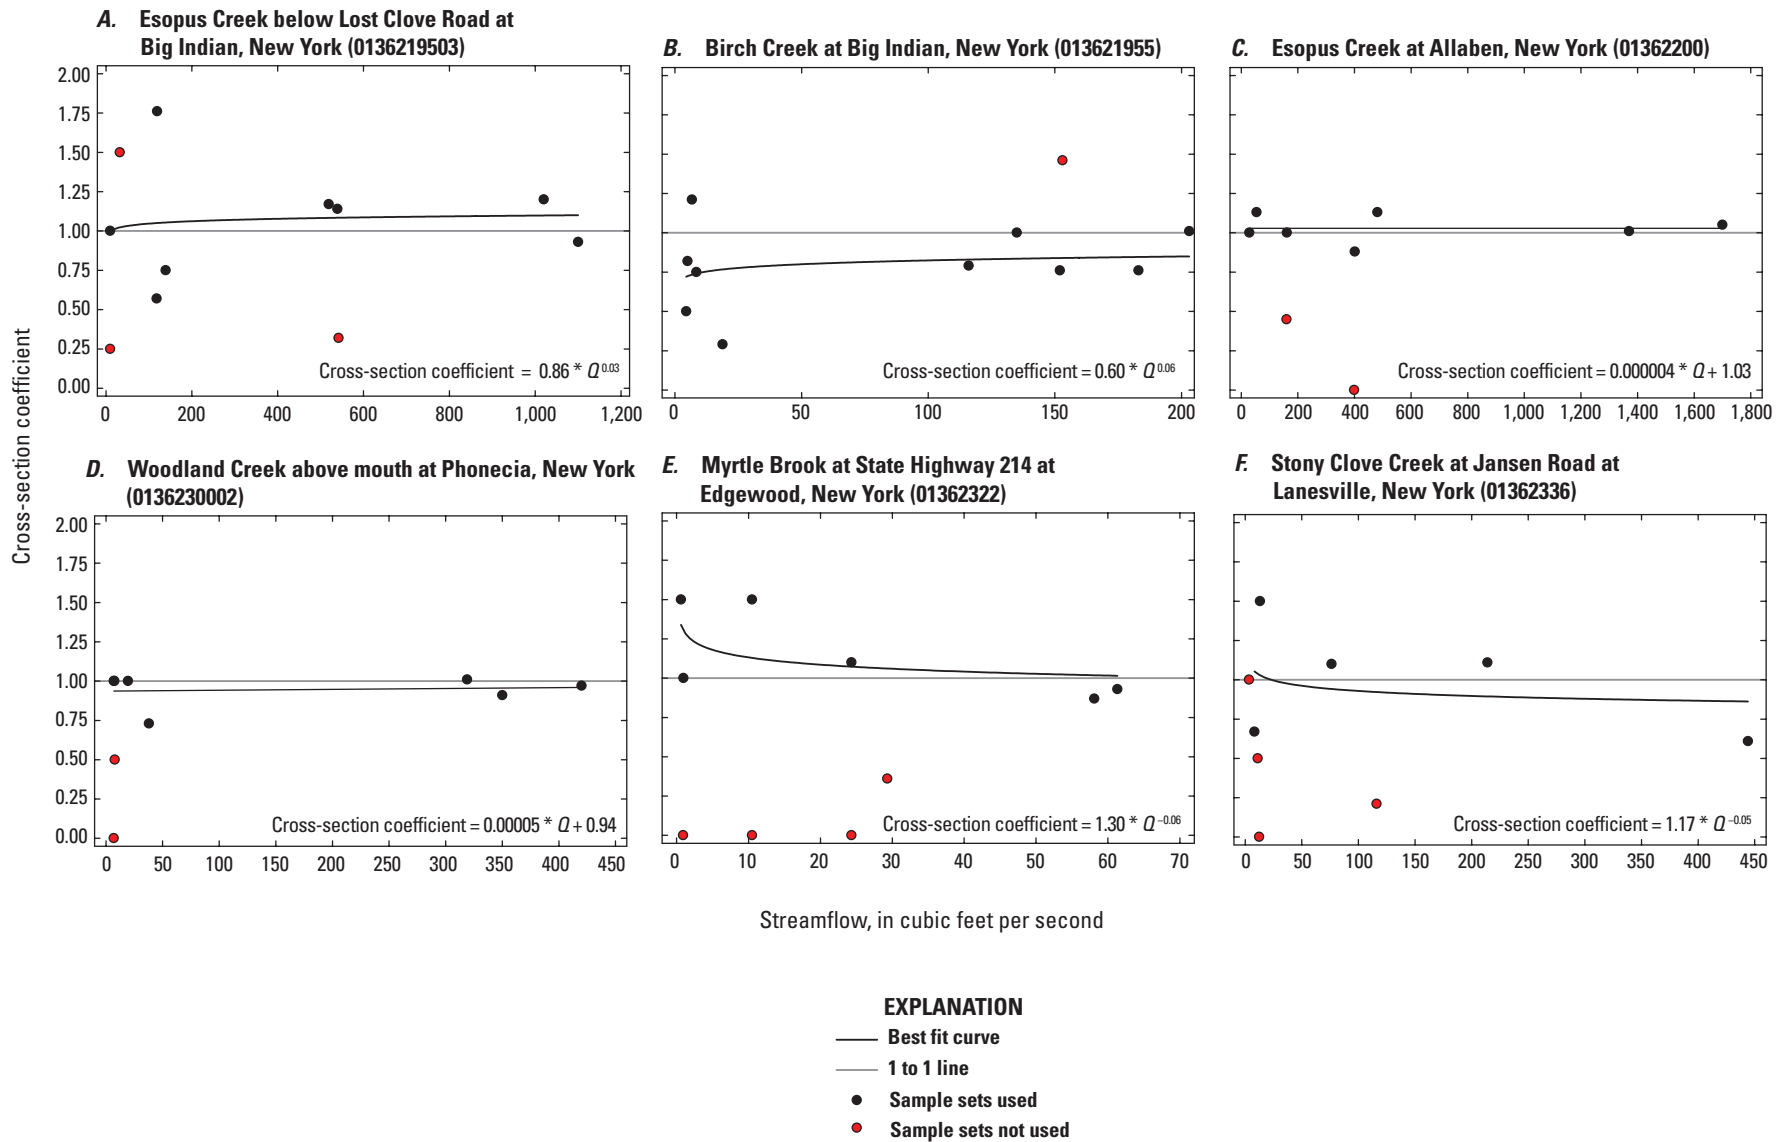 A. Esopus Creek below Lost Clove Road at
Big Indian, New York (0136219503)
B. Birch Creek at Big Indian, New York (013621955)
C. Esopus Creek at Allaben, New York (01362200)
2.00
1.75
1.50
1.25
1.00
0.75
0.50
0.25
0.00
Cross-section coefficient = 0.86 * Q^0.03
0 200 400 600 800 1,000 1,200
Cross-section coefficient = 0.60 * Q^0.06
0 50 100 150 200
Cross-section coefficient = 0.000004 * Q + 1.03
0 200 400 600 800 1,000 1,200 1,400 1,600 1,800
Cross-section coefficient
D. Woodland Creek above mouth at Phonecia, New York
(0136230002)
E. Myrtle Brook at State Highway 214 at
Edgewood, New York (01362322)
F. Stony Clove Creek at Jansen Road at
Lanesville, New York (01362336)
2.00
1.75
1.50
1.25
1.00
0.75
0.50
0.25
0.00
Cross-section coefficient = 0.00005 * Q + 0.94
0 50 100 150 200 250 300 350 400 450
Cross-section coefficient = 1.30 * Q^−0.06
0 10 20 30 40 50 60 70
Cross-section coefficient = 1.17 * Q^−0.05
0 50 100 150 200 250 300 350 400 450
Streamflow, in cubic feet per second
EXPLANATION
Best fit curve
1 to 1 line
Sample sets used
Sample sets not used